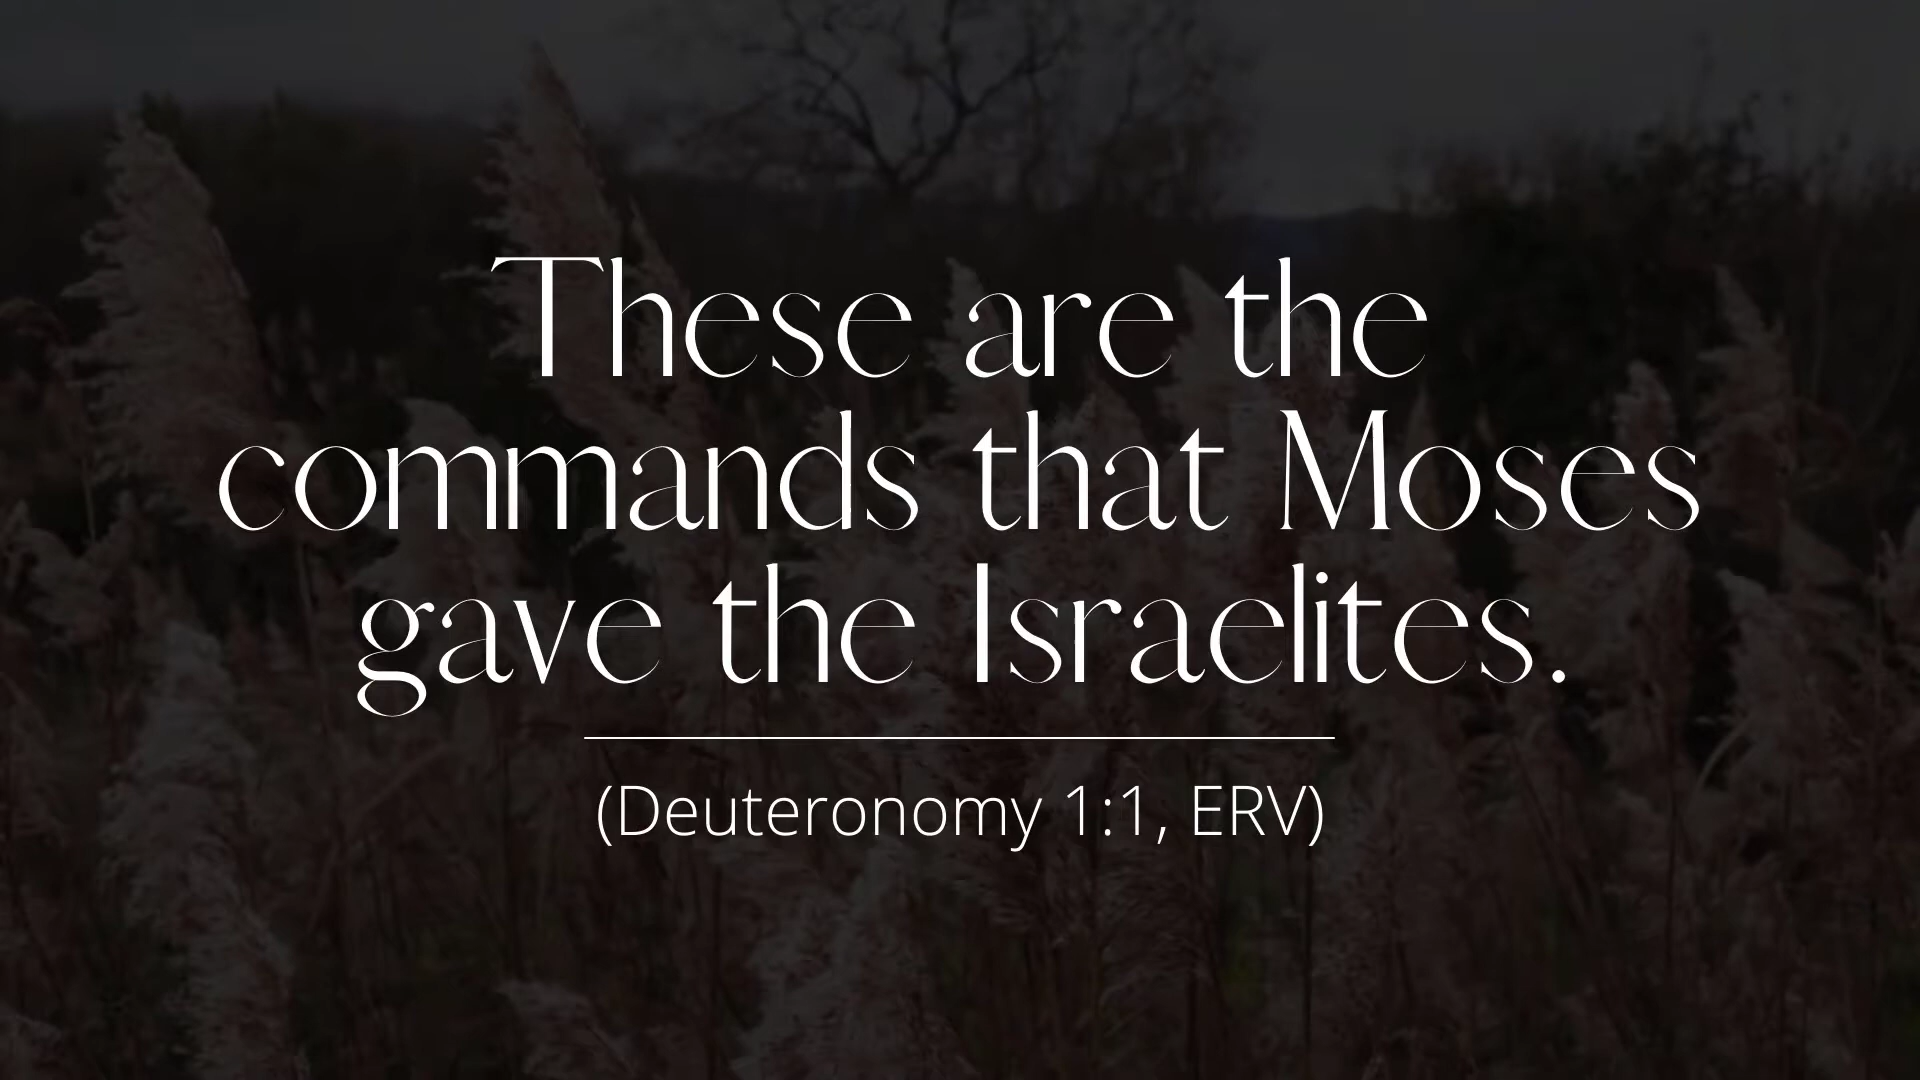 These are the
commands that Moses
gave the Israelites.
(Deuteronomy 1:1, ERV)